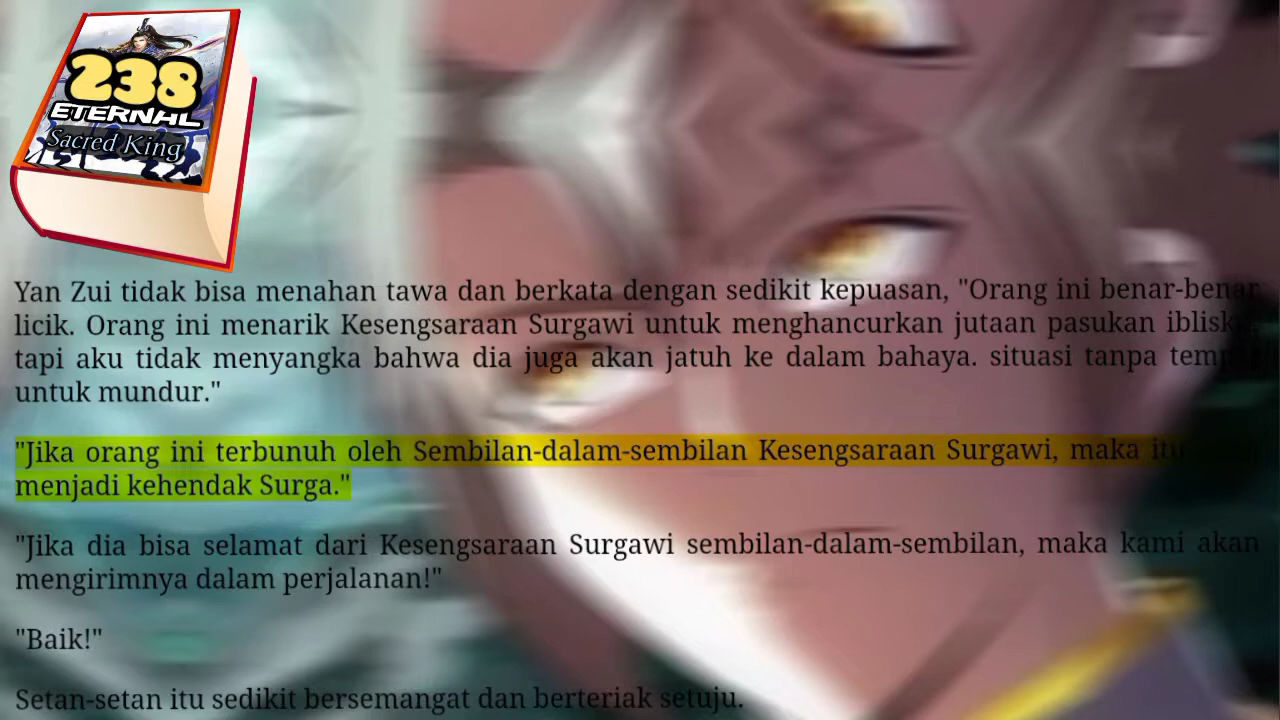 238
ETERNAL
Sacred King
Yan Zui tidak bisa menahan tawa dan berkata dengan sedikit kepuasan, "Orang ini benar-benar
licik. Orang ini menarik Kesengsaraan Surgawi untuk menghancurkan jutaan pasukan iblisku,
tapi aku tidak menyangka bahwa dia juga akan jatuh ke dalam bahaya. situasi tanpa tempat
untuk mundur."
"Jika orang ini terbunuh oleh Sembilan-dalam-sembilan Kesengsaraan Surgawi, maka itu
menjadi kehendak Surga."
"Jika dia bisa selamat dari Kesengsaraan Surgawi sembilan-dalam-sembilan, maka kami akan
mengirimnya dalam perjalanan!"
"Baik!"
Setan-setan itu sedikit bersemangat dan berteriak setuju.